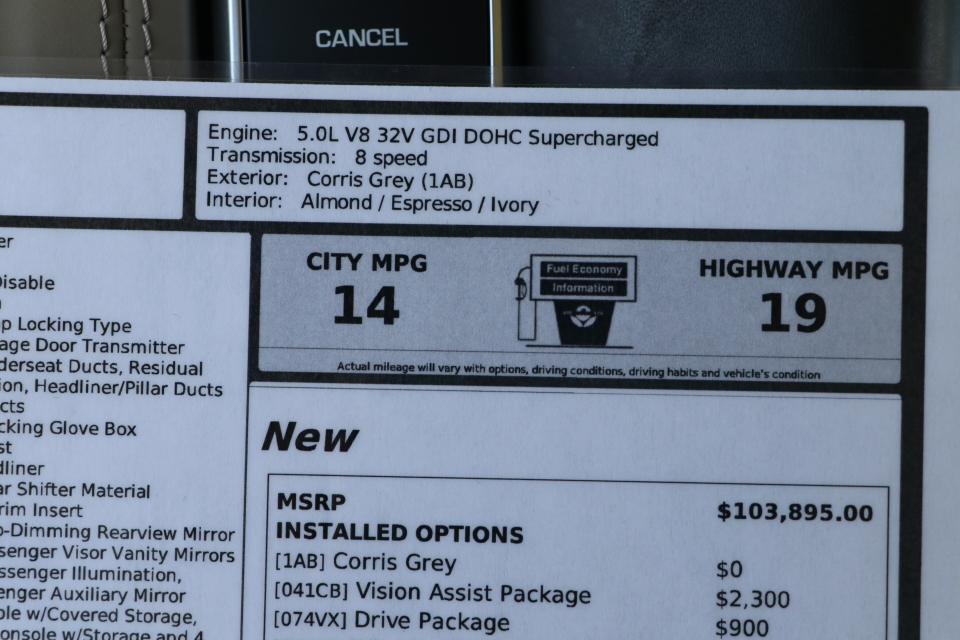 CANCEL
Engine: 5.0L V8 32V GDI DOHC Supercharged
Transmission: 8 speed
Exterior: Corris Grey (1AB)
Interior: Almond / Espresso / Ivory
er
Disable
p Locking Type
age Door Transmitter
derseat Ducts, Residual
ion, Headliner/Pillar Ducts
cts
cking Glove Box
st
dliner
ar Shifter Material
rim Insert
o-Dimming Rearview Mirror
senger Visor Vanity Mirrors
ssenger Illumination,
enger Auxiliary Mirror
ole w/Covered Storage,
onsole w/Storage and 4
CITY MPG
14
Fuel Economy
Information
HIGHWAY MPG
19
Actual mileage will vary with options, driving conditions, driving habits and vehicle's condition
New
MSRP $103,895.00
INSTALLED OPTIONS
[1AB] Corris Grey $0
[041CB] Vision Assist Package $2,300
[074VX] Drive Package $900